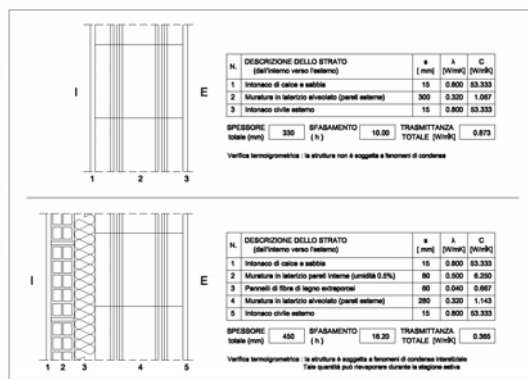 I
E
1 2 3
N. DESCRIZIONE DELLO STRATO s λ C
(dall'interno verso l'esterno) [ mm] [W/mK] [W/m²K]
1 Intonaco di calce e sabbia 15 0.800 53.333
2 Muratura in laterizio alveolato (pareti esterne) 300 0.320 1.067
3 Intonaco civile esterno 15 0.800 53.333
SPESSORE totale (mm) 330 SFASAMENTO ( h ) 10.00 TRASMITTANZA TOTALE [W/m²K] 0.873
Verifica termoigrometrica : la struttura non è soggetta a fenomeni di condensa
I
E
1 2 3 4 5
N. DESCRIZIONE DELLO STRATO s λ C
(dall'interno verso l'esterno) [ mm] [W/mK] [W/m²K]
1 Intonaco di calce e sabbia 15 0.800 53.333
2 Muratura in laterizio pareti interne (umidità 0.5%) 80 0.500 6.250
3 Pannelli di fibra di legno extraporosi 60 0.040 0.667
4 Muratura in laterizio alveolato (pareti esterne) 280 0.320 1.143
5 Intonaco civile esterno 15 0.800 53.333
SPESSORE totale (mm) 450 SFASAMENTO ( h ) 16.20 TRASMITTANZA TOTALE [W/m²K] 0.365
Verifica termoigrometrica : la struttura è soggetta a fenomeni di condensa interstiziale
Tale quantità può rievaporare durante la stagione estiva